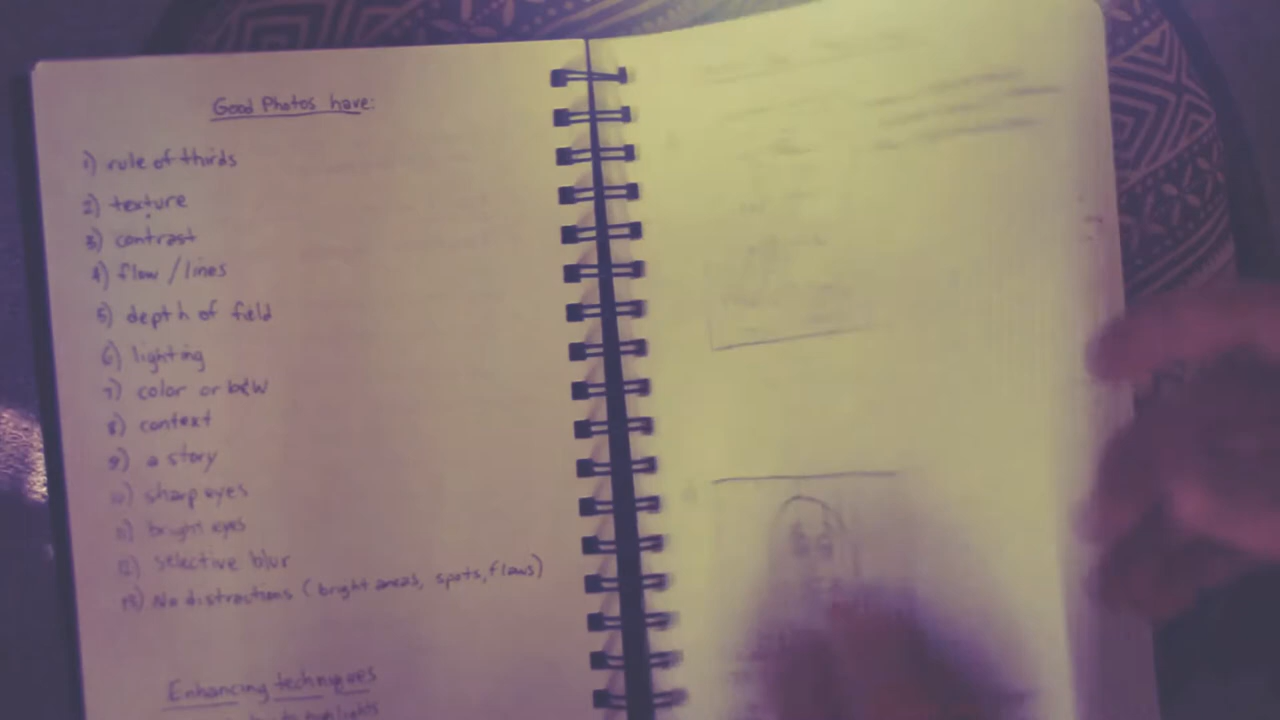 Good Photos have:
1) rule of thirds
2) texture
3) contrast
4) flow / lines
5) depth of field
6) lighting
7) color or b&W
8) context
9) a story
10) sharp eyes
11) bright eyes
12) selective blur
13) No distractions (bright areas, spots, flaws)
Enhancing techniques
highlights